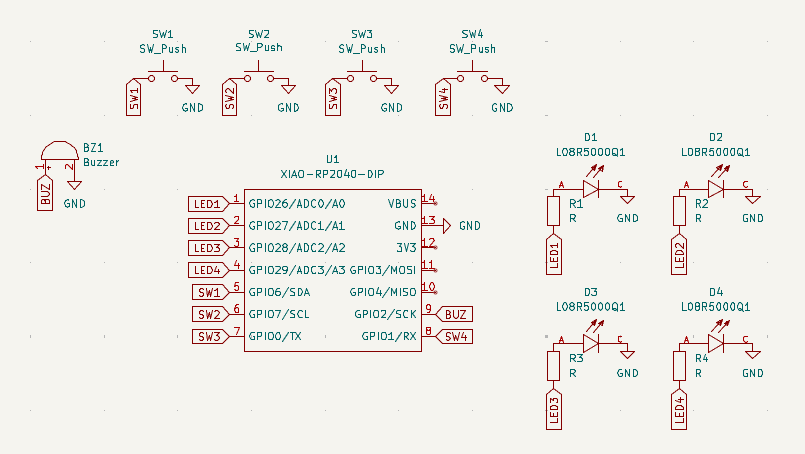 SW1
SW_Push
SW1
GND
SW2
SW_Push
SW2
GND
SW3
SW_Push
SW3
GND
SW4
SW_Push
SW4
GND
BZ1
Buzzer
1
+
2
BUZ
GND
U1
XIAO-RP2040-DIP
LED1 1 GPIO26/ADC0/A0 VBUS 14
LED2 2 GPIO27/ADC1/A1 GND 13 GND
LED3 3 GPIO28/ADC2/A2 3V3 12
LED4 4 GPIO29/ADC3/A3 GPIO3/MOSI 11
SW1 5 GPIO6/SDA GPIO4/MISO 10
SW2 6 GPIO7/SCL GPIO2/SCK 9 BUZ
SW3 7 GPIO0/TX GPIO1/RX 8 SW4
D1
LO8R5000Q1
A C
R1
R
GND
LED1
D2
LO8R5000Q1
A C
R2
R
GND
LED2
D3
LO8R5000Q1
A C
R3
R
GND
LED3
D4
LO8R5000Q1
A C
R4
R
GND
LED4